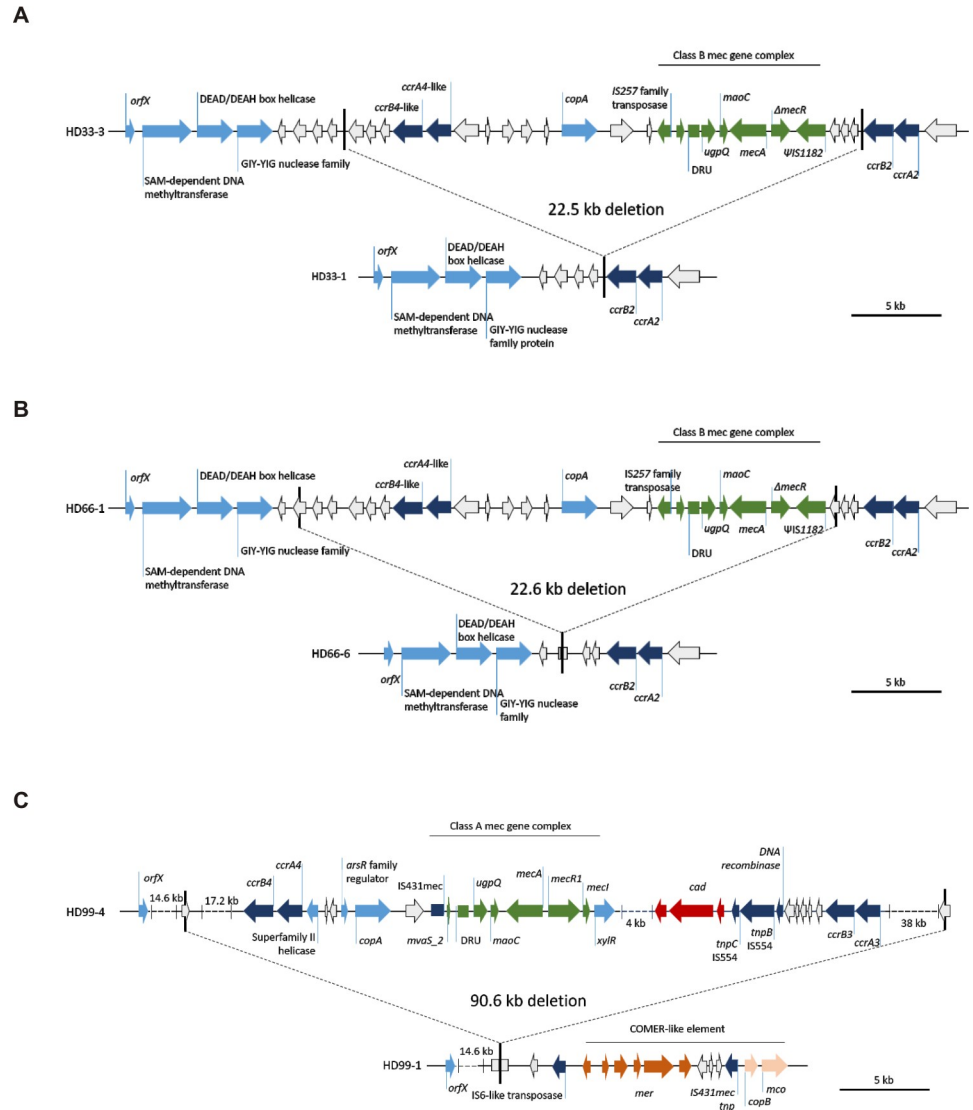 A
Class B mec gene complex
orfX
DEAD/DEAH box helicase
ccrA4-like
ccrB4-like
copA
IS257 family
transposase
maoC
ΔmecR
HD33-3
SAM-dependent DNA
methyltransferase
GIY-YIG nuclease family
DRU
ugpQ
mecA
ΨIS1182
ccrB2
ccrA2
22.5 kb deletion
orfX
DEAD/DEAH
box helicase
HD33-1
SAM-dependent DNA
methyltransferase
GIY-YIG nuclease
family protein
ccrB2
ccrA2
5 kb
B
Class B mec gene complex
orfX
DEAD/DEAH box helicase
ccrA4-like
ccrB4-like
copA
IS257 family
transposase
maoC
ΔmecR
HD66-1
SAM-dependent DNA
methyltransferase
GIY-YIG nuclease family
DRU
ugpQ
mecA
ΨIS1182
ccrB2
ccrA2
22.6 kb deletion
DEAD/DEAH
box helicase
HD66-6
orfX
SAM-dependent DNA
methyltransferase
GIY-YIG nuclease
family
ccrB2
ccrA2
5 kb
C
Class A mec gene complex
orfX
14.6 kb
17.2 kb
ccrB4
ccrA4
arsR family
regulator
IS431mec
ugpQ
mecA
mecR1
mecI
cad
DNA
recombinase
HD99-4
Superfamily II
helicase
copA
mvaS_2
DRU
maoC
xylR
4 kb
tnpC
IS554
tnpB
IS554
ccrB3
ccrA3
38 kb
90.6 kb deletion
COMER-like element
14.6 kb
HD99-1
orfX
IS6-like transposase
mer
IS431mec
tnp
copB
mco
5 kb